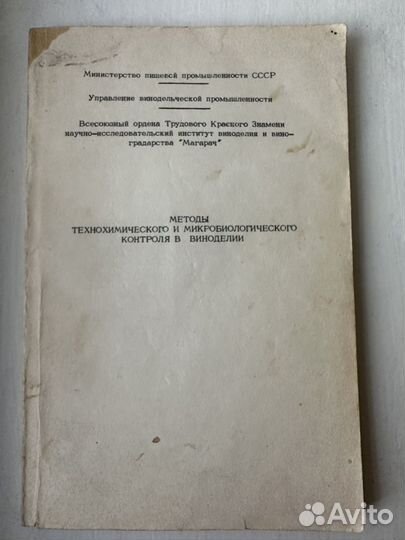 Министерство пищевой промышленности СССР
Управление винодельческой промышленности
Всесоюзный ордена Трудового Красного Знамени
научно-исследовательский институт виноделия и вино-
градарства "Магарач"
МЕТОДЫ
ТЕХНОХИМИЧЕСКОГО И МИКРОБИОЛОГИЧЕСКОГО
КОНТРОЛЯ В ВИНОДЕЛИИ
Avito